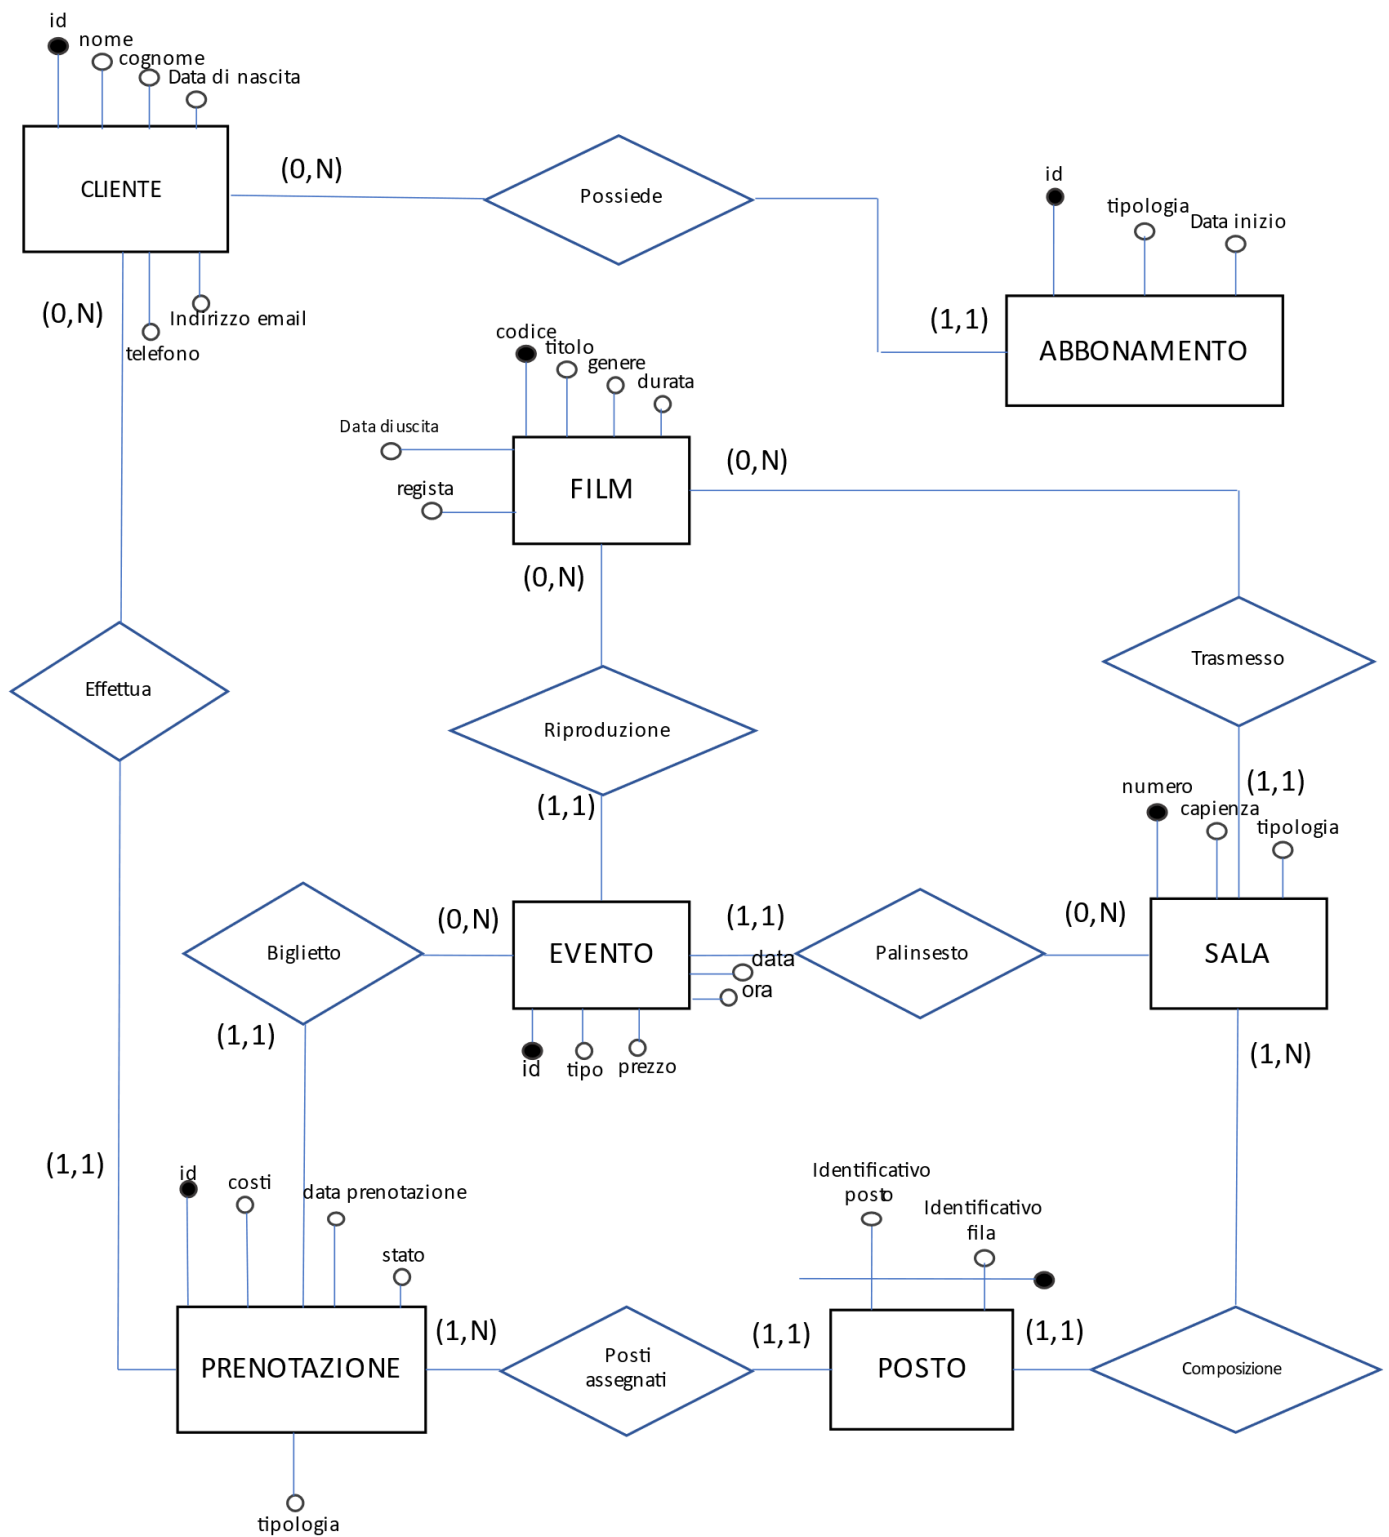 id
nome
cognome
Data di nascita
CLIENTE
(0,N)
Possiede
id
tipologia
Data inizio
(0,N)
Indirizzo email
telefono
(1,1)
ABBONAMENTO
codice
titolo
genere
durata
Data di uscita
regista
FILM
(0,N)
(0,N)
Effettua
Riproduzione
Trasmesso
(1,1)
(1,1)
numero
capienza
tipologia
Biglietto
(0,N)
EVENTO
(1,1)
data
ora
Palinsesto
(0,N)
SALA
(1,1)
id
tipo
prezzo
(1,N)
(1,1)
id
costi
data prenotazione
stato
Identificativo
posto
Identificativo
fila
PRENOTAZIONE
(1,N)
Posti
assegnati
(1,1)
POSTO
(1,1)
Composizione
tipologia